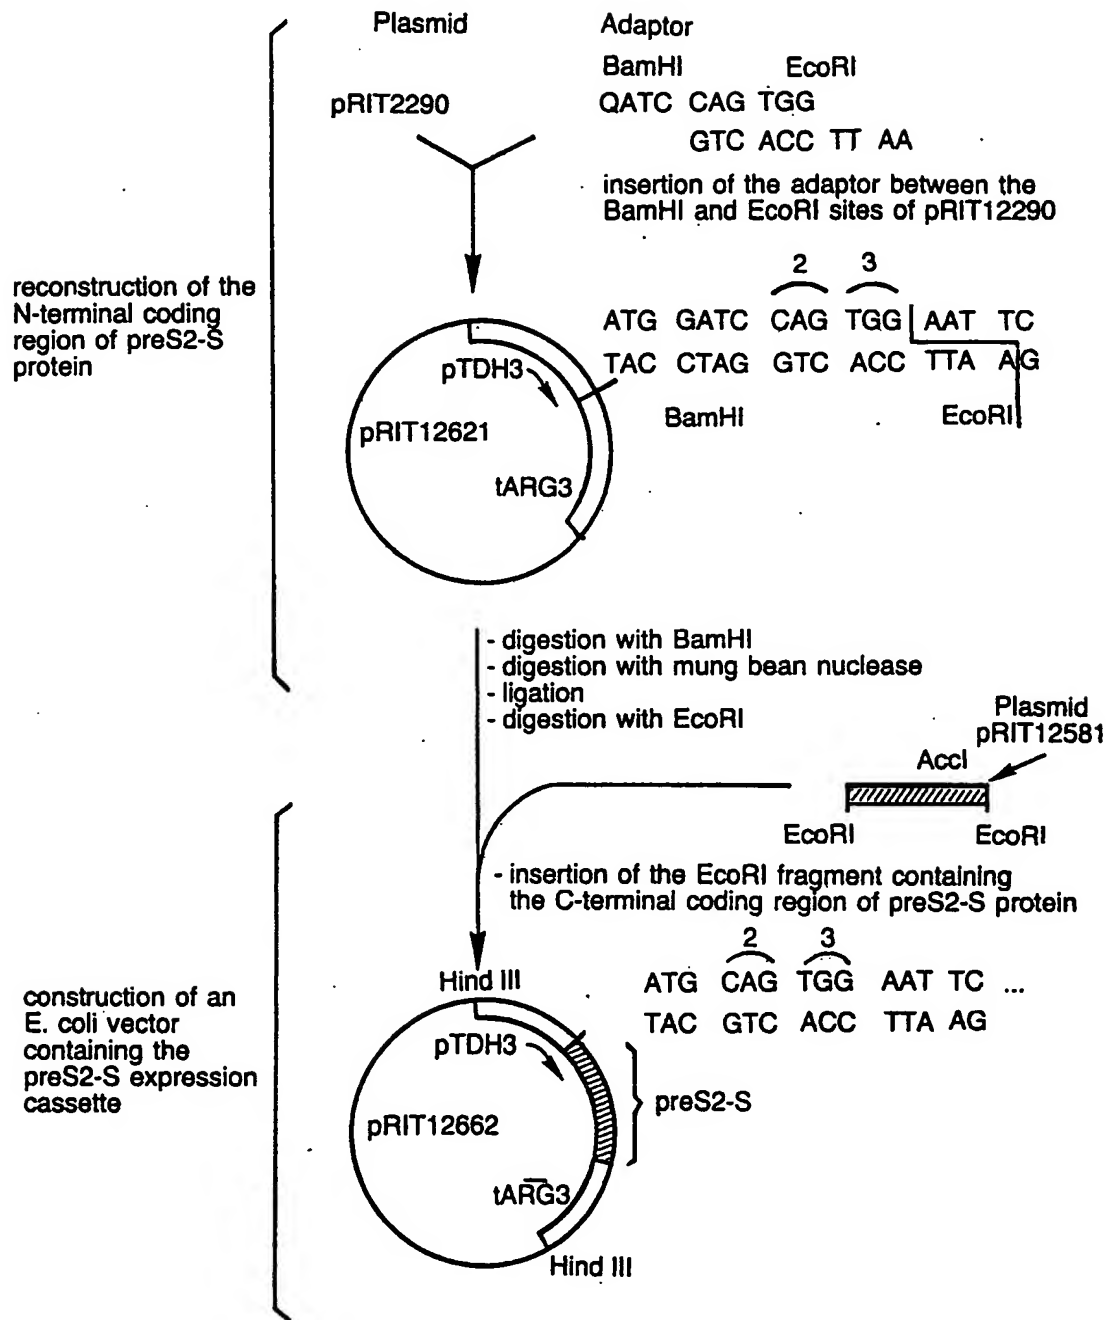 Plasmid Adaptor
BamHI EcoRI
pRIT2290
QATC CAG TGG
GTC ACC TT AA
insertion of the adaptor between the
BamHI and EcoRI sites of pRIT12290
reconstruction of the
N-terminal coding
region of preS2-S
protein
2 3
ATG GATC CAG TGG AAT TC
TAC CTAG GTC ACC TTA AG
BamHI EcoRI
pTDH3
pRIT12621
tARG3
- digestion with BamHI
- digestion with mung bean nuclease
- ligation
- digestion with EcoRI
Plasmid
pRIT12581
AccI
EcoRI EcoRI
- insertion of the EcoRI fragment containing
the C-terminal coding region of preS2-S protein
2 3
ATG CAG TGG AAT TC ...
TAC GTC ACC TTA AG
construction of an
E. coli vector
containing the
preS2-S expression
cassette
Hind III
pTDH3
preS2-S
pRIT12662
tARG3
Hind III